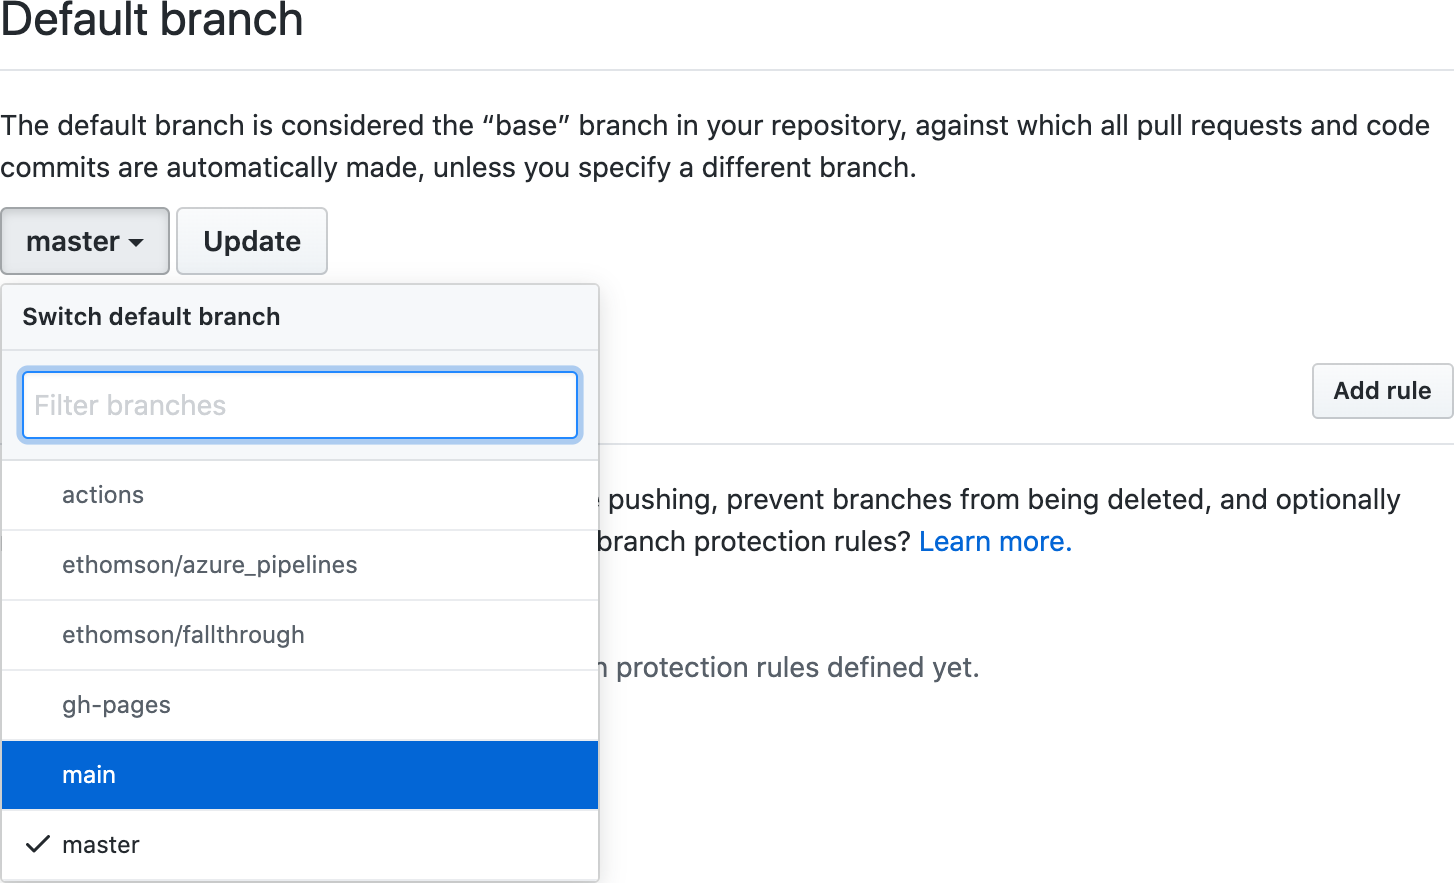 Default branch
The default branch is considered the “base” branch in your repository, against which all pull requests and code
commits are automatically made, unless you specify a different branch.
master
Update
Switch default branch
Filter branches
Add rule
actions
pushing, prevent branches from being deleted, and optionally
branch protection rules? Learn more.
ethomson/azure_pipelines
ethomson/fallthrough
protection rules defined yet.
gh-pages
main
master